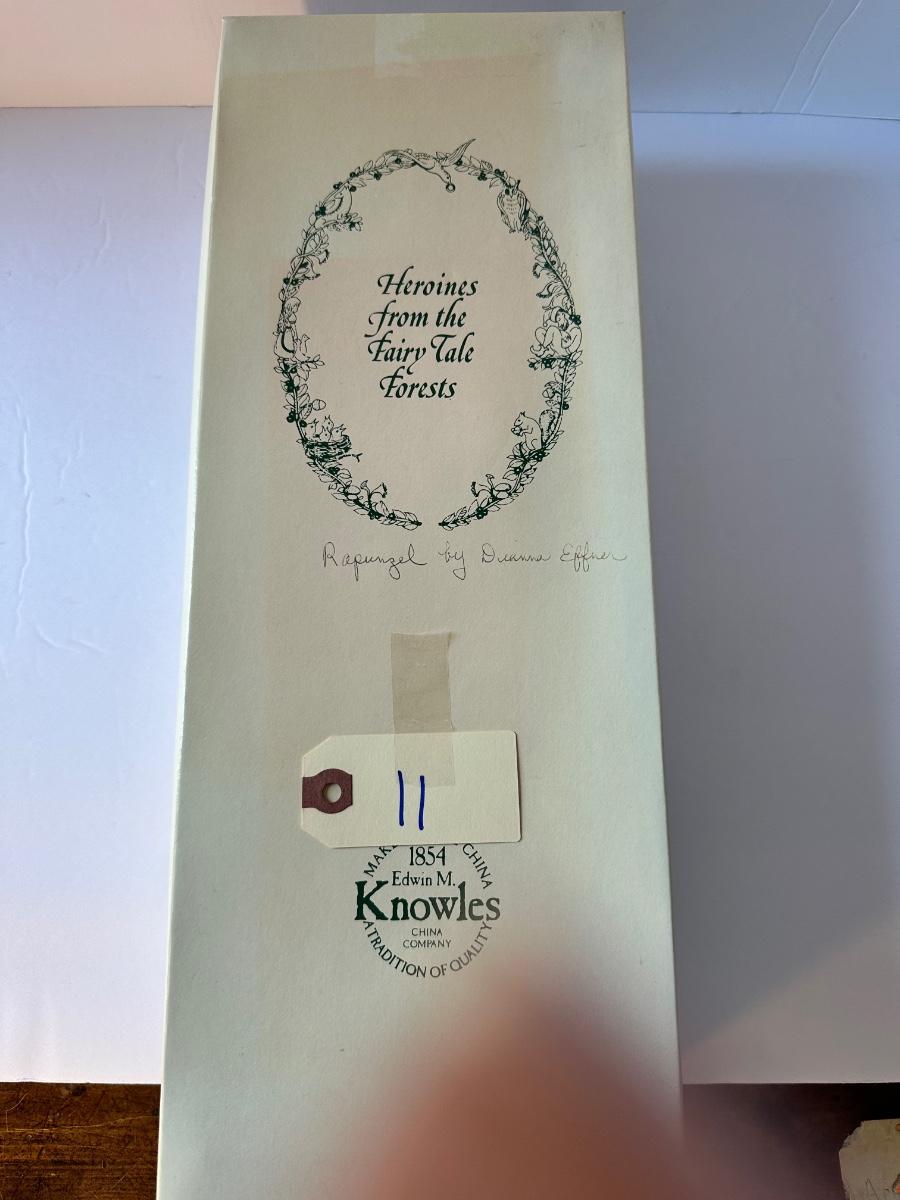 Heroines
from the
Fairy Tale
Forests
Rapunzel by Dianna Effner
11
1854
CHINA
Edwin M.
Knowles
CHINA
COMPANY
A TRADITION OF QUALITY